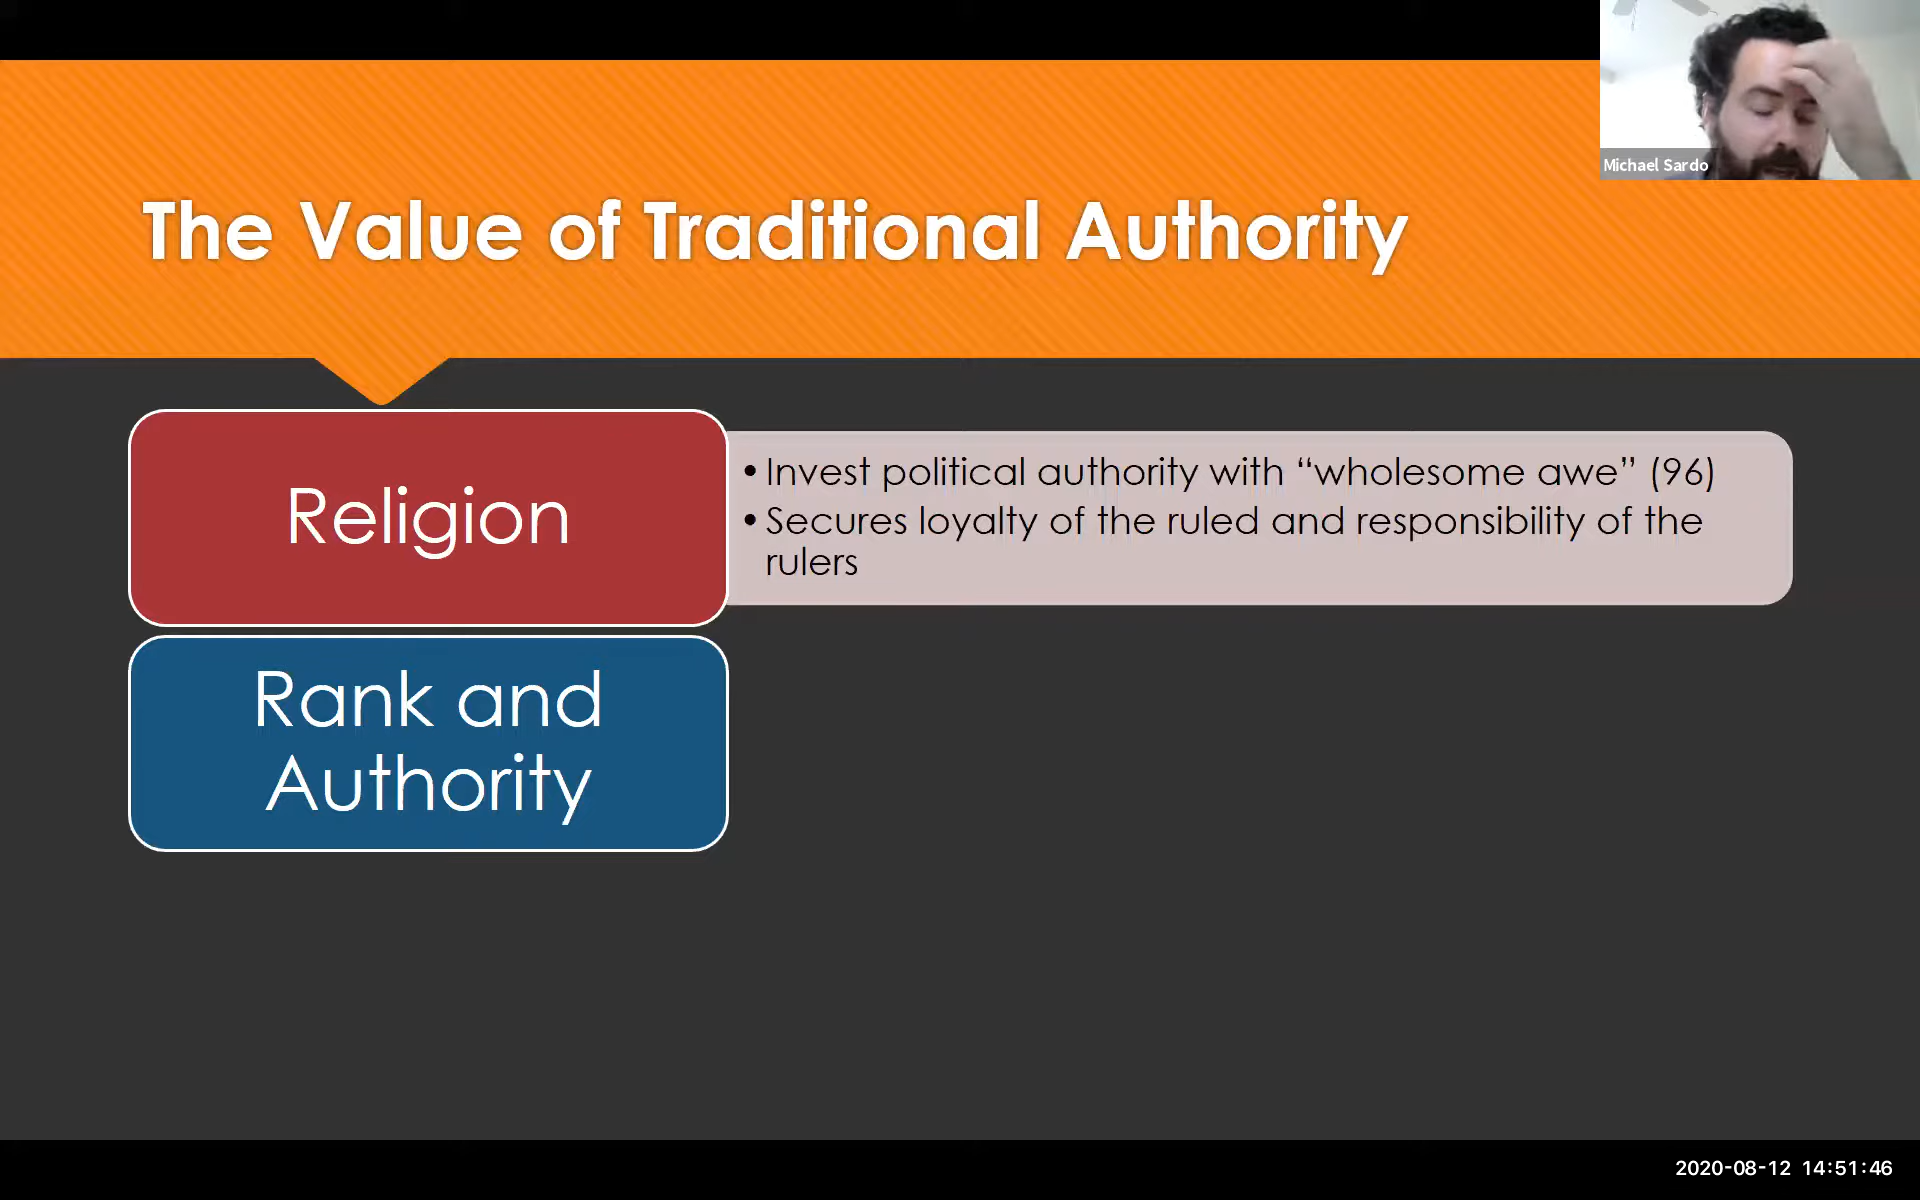 Michael Sardo
The Value of Traditional Authority
Religion
• Invest political authority with “wholesome awe” (96)
• Secures loyalty of the ruled and responsibility of the
rulers
Rank and
Authority
2020-08-12 14:51:46